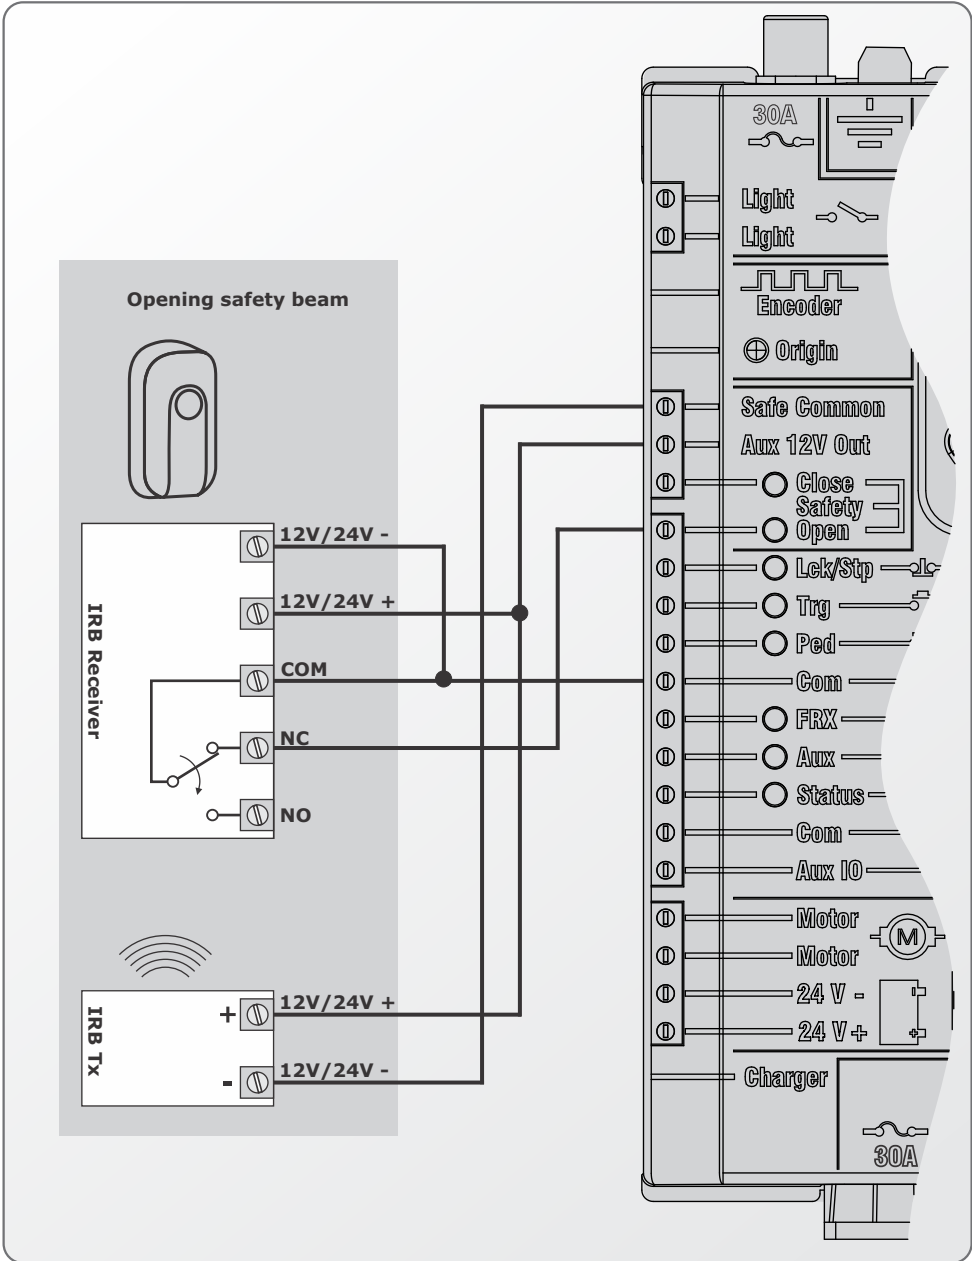 Opening safety beam
12V/24V -
12V/24V +
COM
NC
NO
IRB Receiver
12V/24V +
+
12V/24V -
-
IRB Tx
30A
Light
Light
Encoder
Origin
Safe Common
Aux 12V Out
Close
Safety
Open
Lck/Stp
Trg
Ped
Com
FRX
Aux
Status
Com
Aux IO
Motor
M
Motor
24 V -
24 V +
Charger
30A